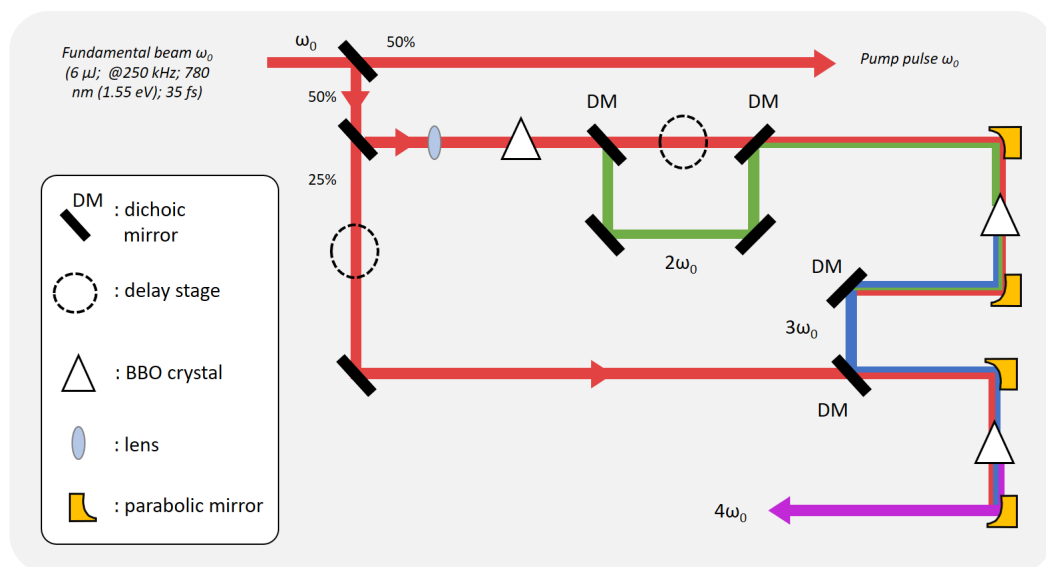 Fundamental beam ω₀
(6 µJ; @250 kHz; 780
nm (1.55 eV); 35 fs)
ω₀
50%
Pump pulse ω₀
50%
DM
DM
25%
2ω₀
DM
3ω₀
DM
4ω₀
DM
: dichoic
mirror
: delay stage
: BBO crystal
: lens
: parabolic mirror